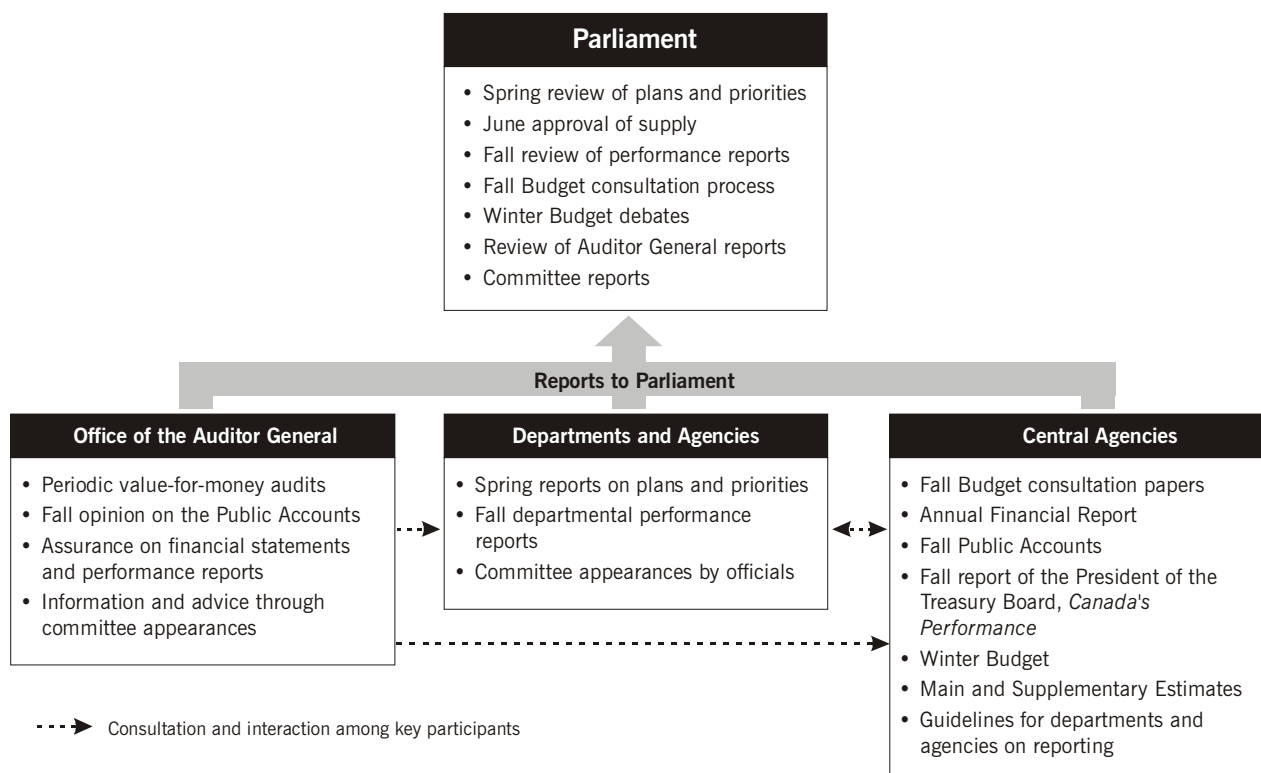 Parliament
• Spring review of plans and priorities
• June approval of supply
• Fall review of performance reports
• Fall Budget consultation process
• Winter Budget debates
• Review of Auditor General reports
• Committee reports
Reports to Parliament
Office of the Auditor General
• Periodic value-for-money audits
• Fall opinion on the Public Accounts
• Assurance on financial statements
and performance reports
• Information and advice through
committee appearances
Departments and Agencies
• Spring reports on plans and priorities
• Fall departmental performance
reports
• Committee appearances by officials
Central Agencies
• Fall Budget consultation papers
• Annual Financial Report
• Fall Public Accounts
• Fall report of the President of the
Treasury Board, Canada's
Performance
• Winter Budget
• Main and Supplementary Estimates
• Guidelines for departments and
agencies on reporting
Consultation and interaction among key participants